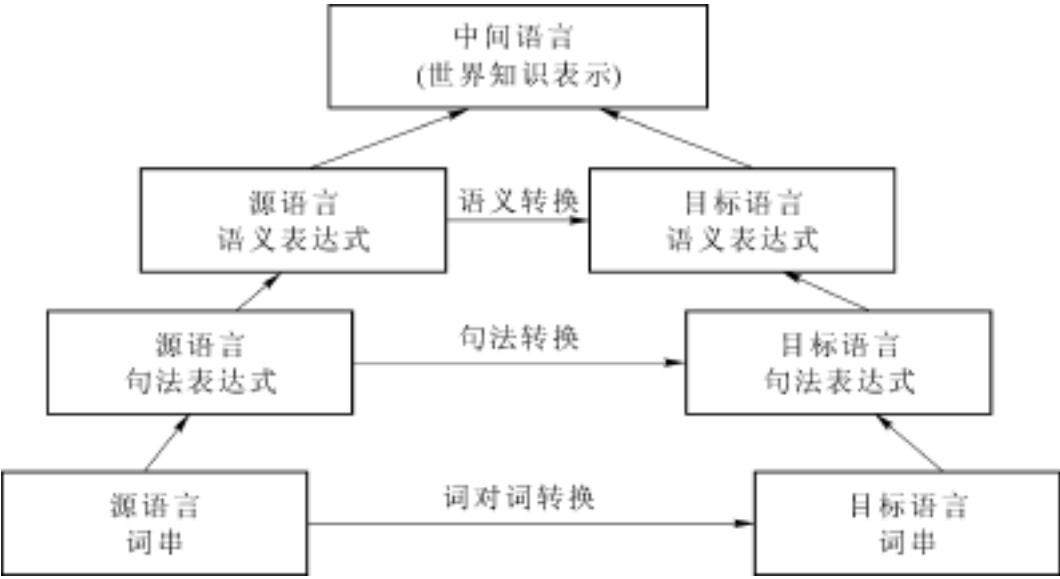 中间语言
(世界知识表示)
源语言
语义表达式
语义转换
目标语言
语义表达式
源语言
句法表达式
句法转换
目标语言
句法表达式
源语言
词串
词对词转换
目标语言
词串